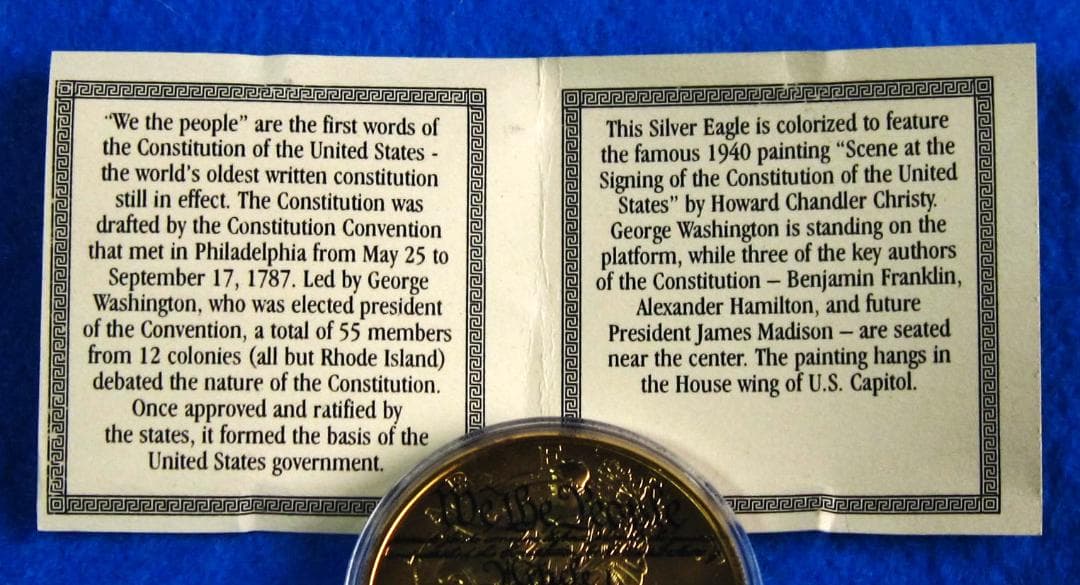 "We the people" are the first words of
the Constitution of the United States -
the world's oldest written constitution
still in effect. The Constitution was
drafted by the Constitution Convention
that met in Philadelphia from May 25 to
September 17, 1787. Led by George
Washington, who was elected president
of the Convention, a total of 55 members
from 12 colonies (all but Rhode Island)
debated the nature of the Constitution.
Once approved and ratified by
the states, it formed the basis of the
United States government.
This Silver Eagle is colorized to feature
the famous 1940 painting “Scene at the
Signing of the Constitution of the United
States” by Howard Chandler Christy.
George Washington is standing on the
platform, while three of the key authors
of the Constitution – Benjamin Franklin,
Alexander Hamilton, and future
President James Madison – are seated
near the center. The painting hangs in
the House wing of U.S. Capitol.
We the People